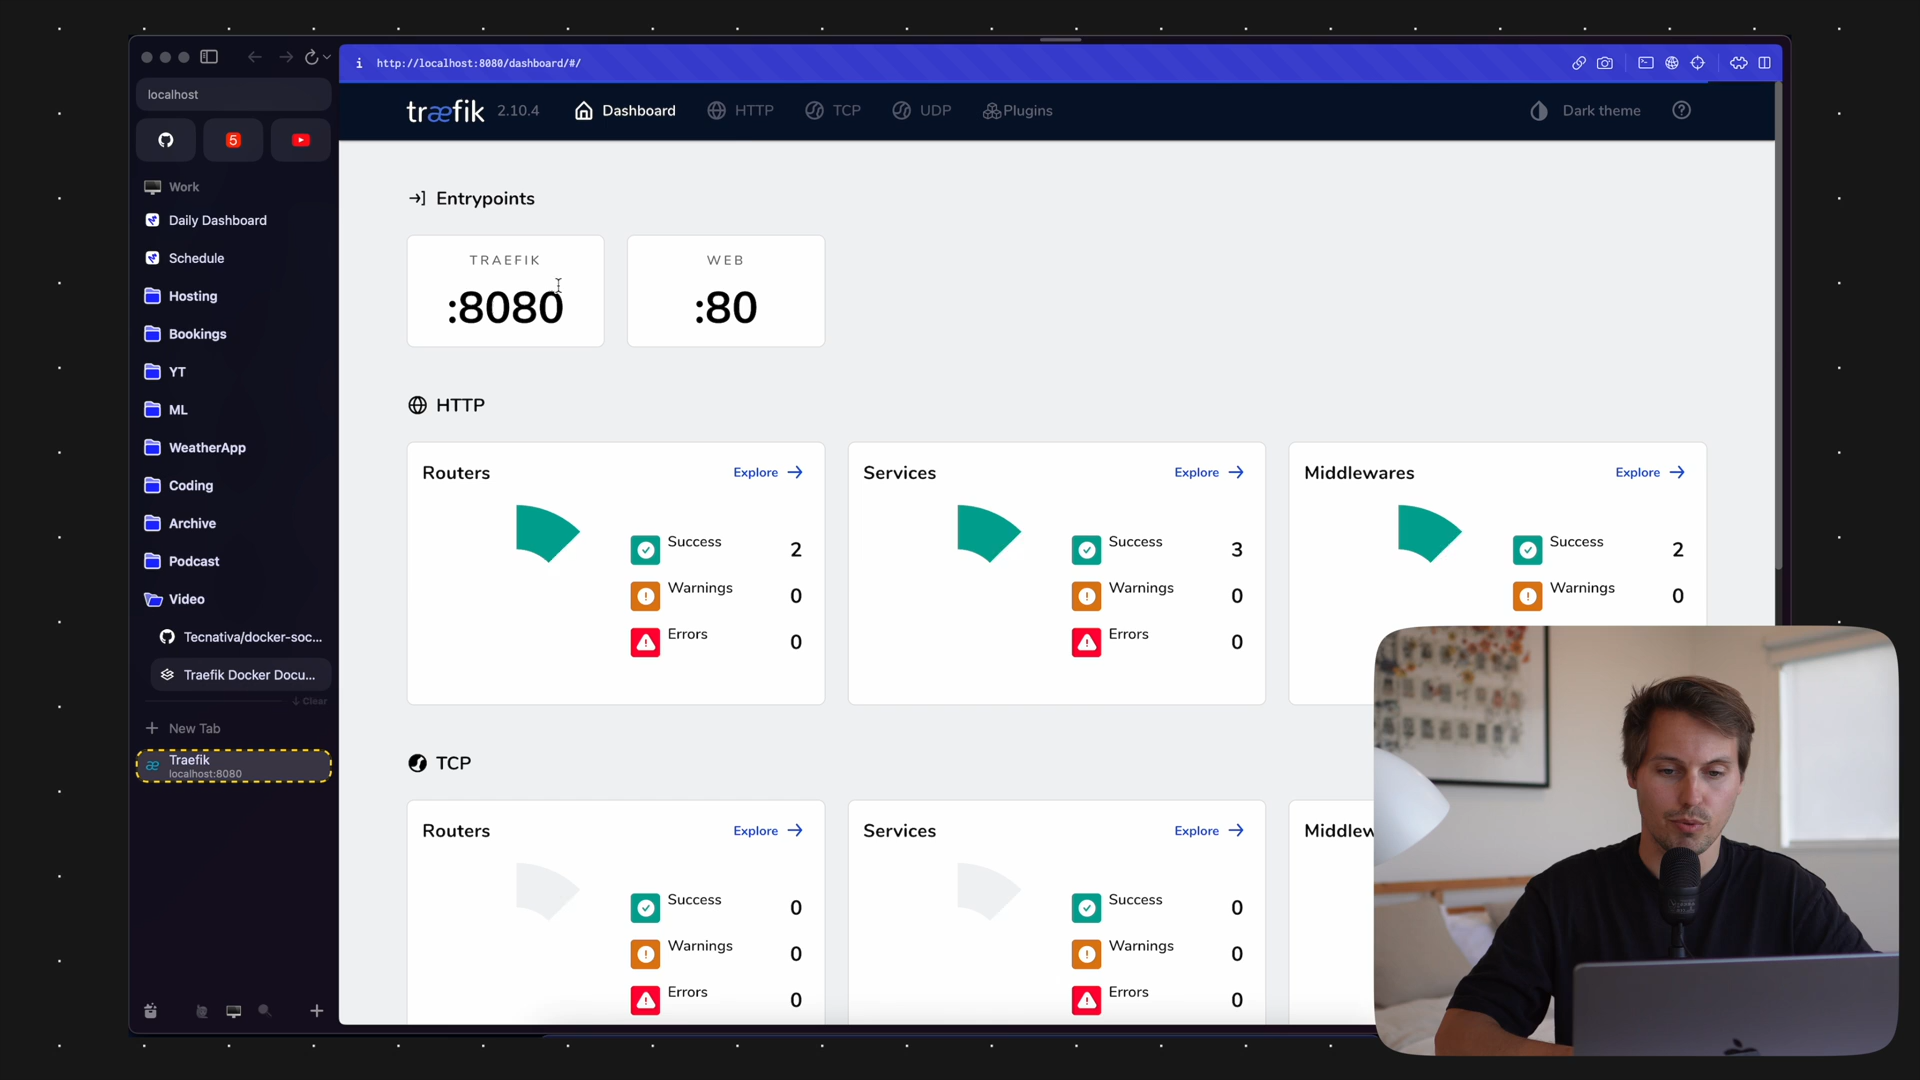 http://localhost:8080/dashboard/#/
localhost
5
Work
Daily Dashboard
Schedule
Hosting
Bookings
YT
ML
WeatherApp
Coding
Archive
Podcast
Video
Tecnativa/docker-soc...
Traefik Docker Docu...
Clear
New Tab
Traefik
localhost:8080
træfik 2.10.4 Dashboard HTTP TCP UDP Plugins Dark theme
Entrypoints
TRAEFIK WEB
:8080 :80
HTTP
Routers Explore
Success 2
Warnings 0
Errors 0
Services Explore
Success 3
Warnings 0
Errors 0
Middlewares Explore
Success 2
Warnings 0
TCP
Routers Explore
Success 0
Warnings 0
Errors 0
Services Explore
Success 0
Warnings 0
Errors 0
Middlew